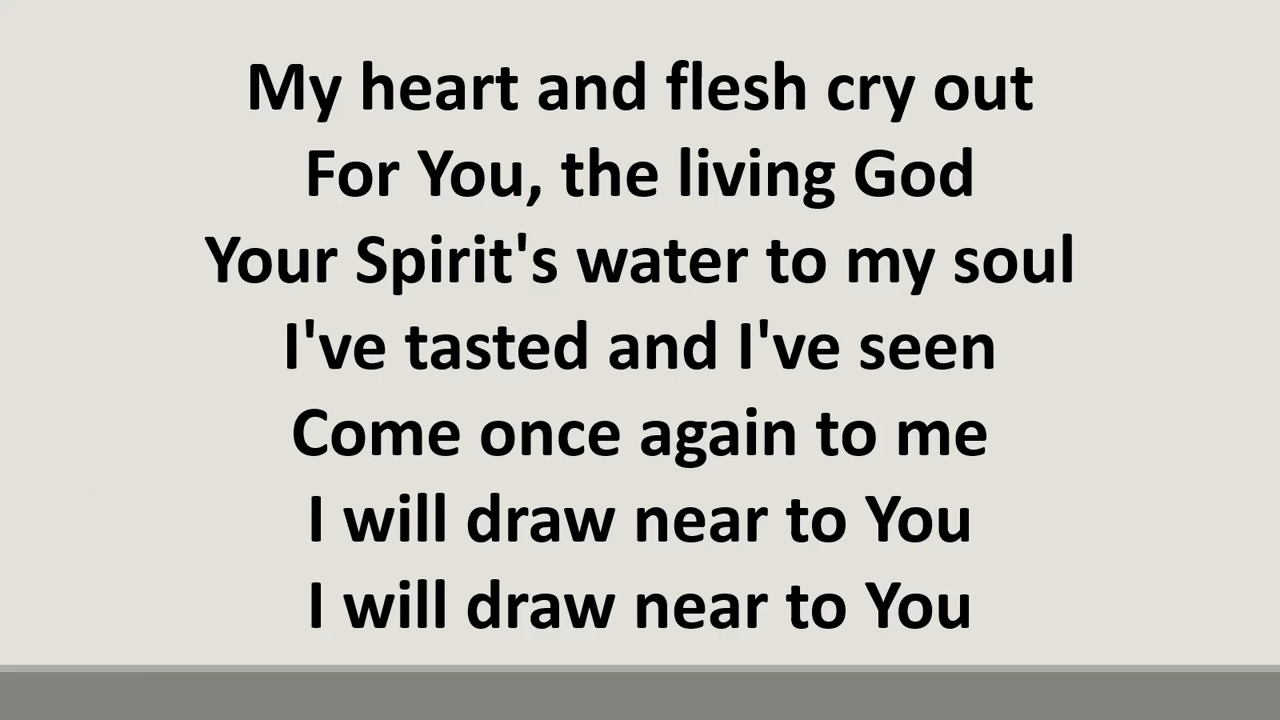 My heart and flesh cry out
For You, the living God
Your Spirit's water to my soul
I've tasted and I've seen
Come once again to me
I will draw near to You
I will draw near to You